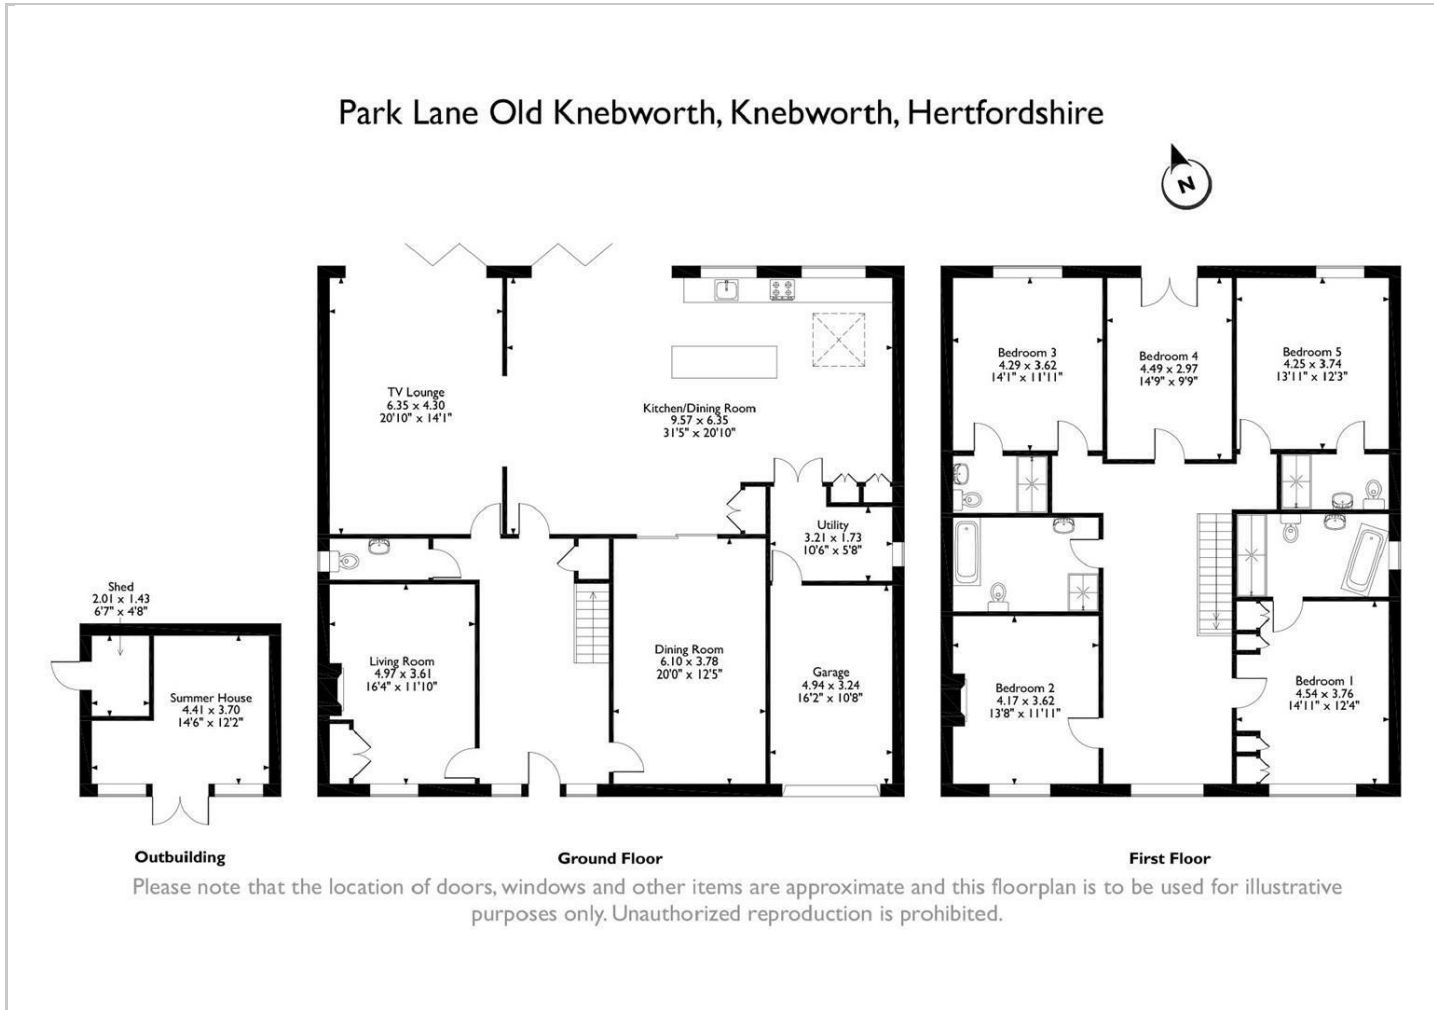 Park Lane Old Knebworth, Knebworth, Hertfordshire
N
TV Lounge
6.35 x 4.30
20'10" x 14'1"
Kitchen/Dining Room
9.57 x 6.35
31'5" x 20'10"
Utility
3.21 x 1.73
10'6" x 5'8"
Living Room
4.97 x 3.61
16'4" x 11'10"
Dining Room
6.10 x 3.78
20'0" x 12'5"
Garage
4.94 x 3.24
16'2" x 10'8"
Shed
2.01 x 1.43
6'7" x 4'8"
Summer House
4.41 x 3.70
14'6" x 12'2"
Bedroom 3
4.29 x 3.62
14'1" x 11'11"
Bedroom 4
4.49 x 2.97
14'9" x 9'9"
Bedroom 5
4.25 x 3.74
13'11" x 12'3"
Bedroom 2
4.17 x 3.62
13'8" x 11'11"
Bedroom 1
4.54 x 3.76
14'11" x 12'4"
Outbuilding
Ground Floor
First Floor
Please note that the location of doors, windows and other items are approximate and this floorplan is to be used for illustrative
purposes only. Unauthorized reproduction is prohibited.